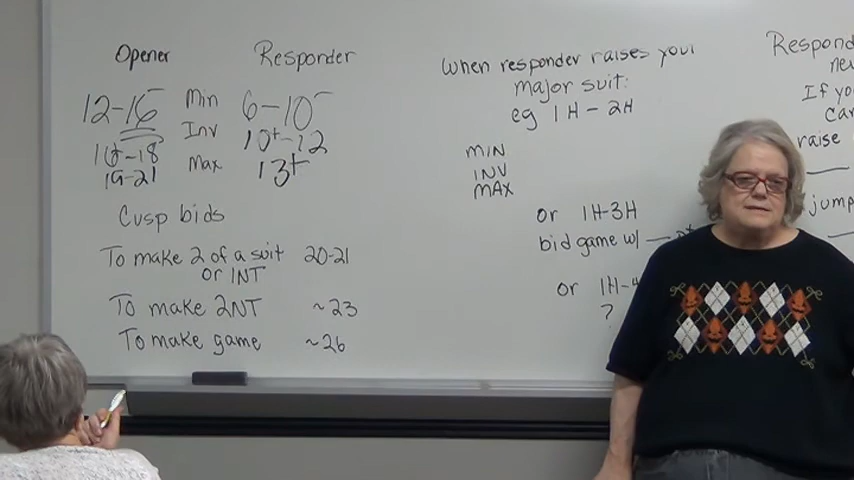 Opener Responder
12-16⁻ Min 6-10⁻
Inv 10⁺-12
16⁺-18
Max 13⁺
19-21
Cusp bids
To make 2 of a suit 20-21
or 1NT
To make 2NT ~23
To make game ~26
When responder raises your
major suit:
eg 1H - 2H
MIN
INV
MAX
or 1H-3H
bid game w/
or 1H-4
?
Respond
If yo
raise
jump